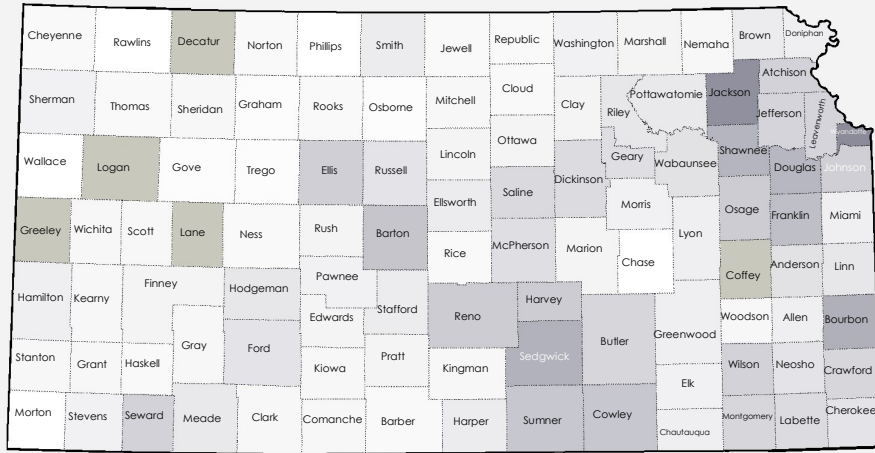 Cheyenne
Rawlins
Decatur
Norton
Phillips
Smith
Jewell
Republic
Washington
Marshall
Nemaha
Brown
Doniphan
Sherman
Thomas
Sheridan
Graham
Rooks
Osborne
Mitchell
Cloud
Clay
Riley
Pottawatomie
Jackson
Atchison
Jefferson
Leavenworth
Wyandotte
Wallace
Logan
Gove
Trego
Ellis
Russell
Lincoln
Ottawa
Saline
Dickinson
Geary
Wabaunsee
Shawnee
Douglas
Johnson
Greeley
Wichita
Scott
Lane
Ness
Rush
Barton
Ellsworth
Rice
McPherson
Marion
Morris
Chase
Lyon
Osage
Franklin
Miami
Hamilton
Kearny
Finney
Hodgeman
Pawnee
Edwards
Stafford
Reno
Harvey
Sedgwick
Butler
Greenwood
Coffey
Anderson
Linn
Woodson
Allen
Bourbon
Stanton
Grant
Haskell
Gray
Ford
Kiowa
Pratt
Kingman
Elk
Wilson
Neosho
Crawford
Morton
Stevens
Seward
Meade
Clark
Comanche
Barber
Harper
Sumner
Cowley
Chautauqua
Montgomery
Labette
Cherokee